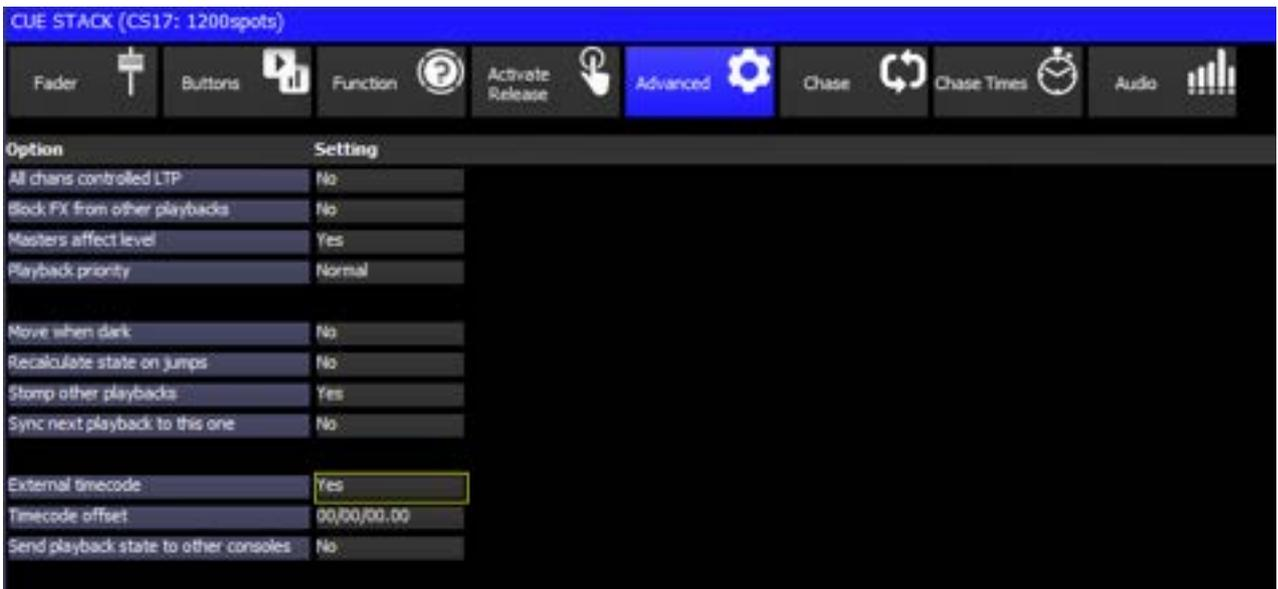 CUE STACK (CS17: 1200spots)
Fader Buttons Function Activate Release Advanced Chase Chase Times Audio
Option Setting
All chans controlled LTP No
Block FX from other playbacks No
Masters affect level Yes
Playback priority Normal
Move when dark No
Recalculate state on jumps No
Stomp other playbacks Yes
Sync next playback to this one No
External timecode Yes
Timecode offset 00/00/00.00
Send playback state to other consoles No